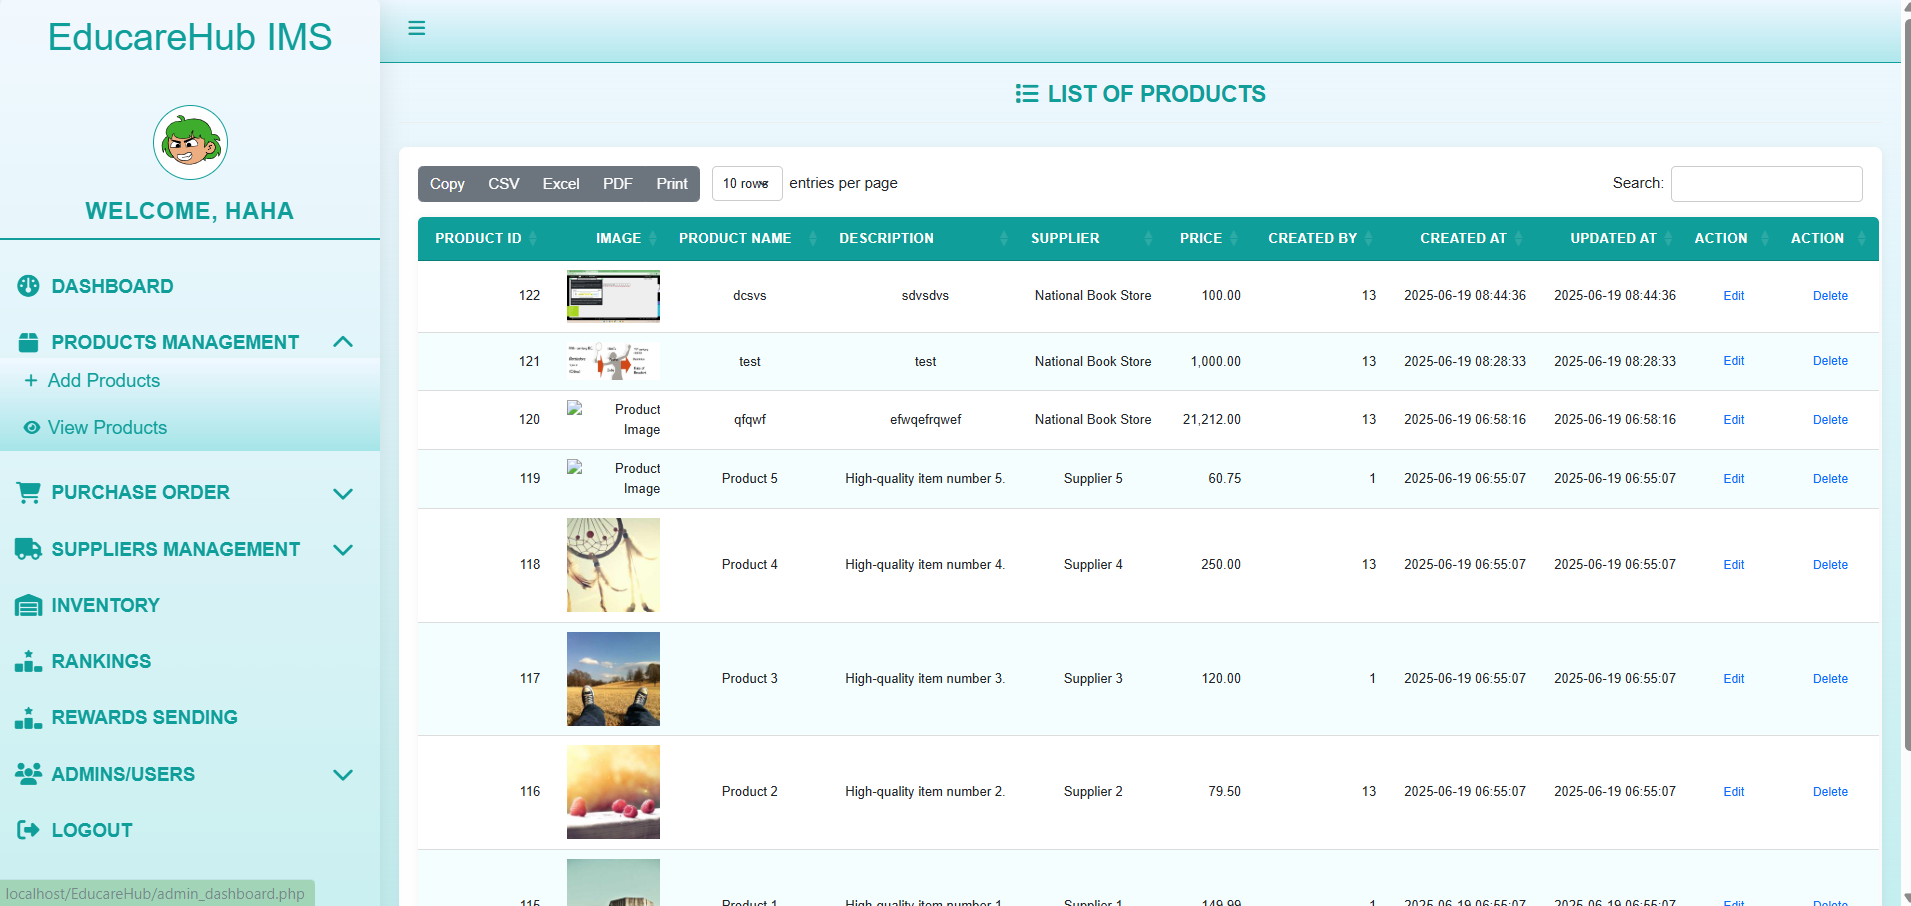 EducareHub IMS
WELCOME, HAHA
DASHBOARD
PRODUCTS MANAGEMENT
Add Products
View Products
PURCHASE ORDER
SUPPLIERS MANAGEMENT
INVENTORY
RANKINGS
REWARDS SENDING
ADMINS/USERS
LOGOUT
localhost/EducareHub/admin_dashboard.php
LIST OF PRODUCTS
Copy CSV Excel PDF Print 10 rows entries per page Search:
PRODUCT ID IMAGE PRODUCT NAME DESCRIPTION SUPPLIER PRICE CREATED BY CREATED AT UPDATED AT ACTION ACTION
122 dcsvs sdvsdvs National Book Store 100.00 13 2025-06-19 08:44:36 2025-06-19 08:44:36 Edit Delete
121 test test National Book Store 1,000.00 13 2025-06-19 08:28:33 2025-06-19 08:28:33 Edit Delete
120 Product Image qfqwf efwqefrqwef National Book Store 21,212.00 13 2025-06-19 06:58:16 2025-06-19 06:58:16 Edit Delete
119 Product Image Product 5 High-quality item number 5. Supplier 5 60.75 1 2025-06-19 06:55:07 2025-06-19 06:55:07 Edit Delete
118 Product 4 High-quality item number 4. Supplier 4 250.00 13 2025-06-19 06:55:07 2025-06-19 06:55:07 Edit Delete
117 Product 3 High-quality item number 3. Supplier 3 120.00 1 2025-06-19 06:55:07 2025-06-19 06:55:07 Edit Delete
116 Product 2 High-quality item number 2. Supplier 2 79.50 13 2025-06-19 06:55:07 2025-06-19 06:55:07 Edit Delete
115 Product 1 High-quality item number 1. Supplier 1 149.99 1 2025-06-19 06:55:07 2025-06-19 06:55:07 Edit Delete